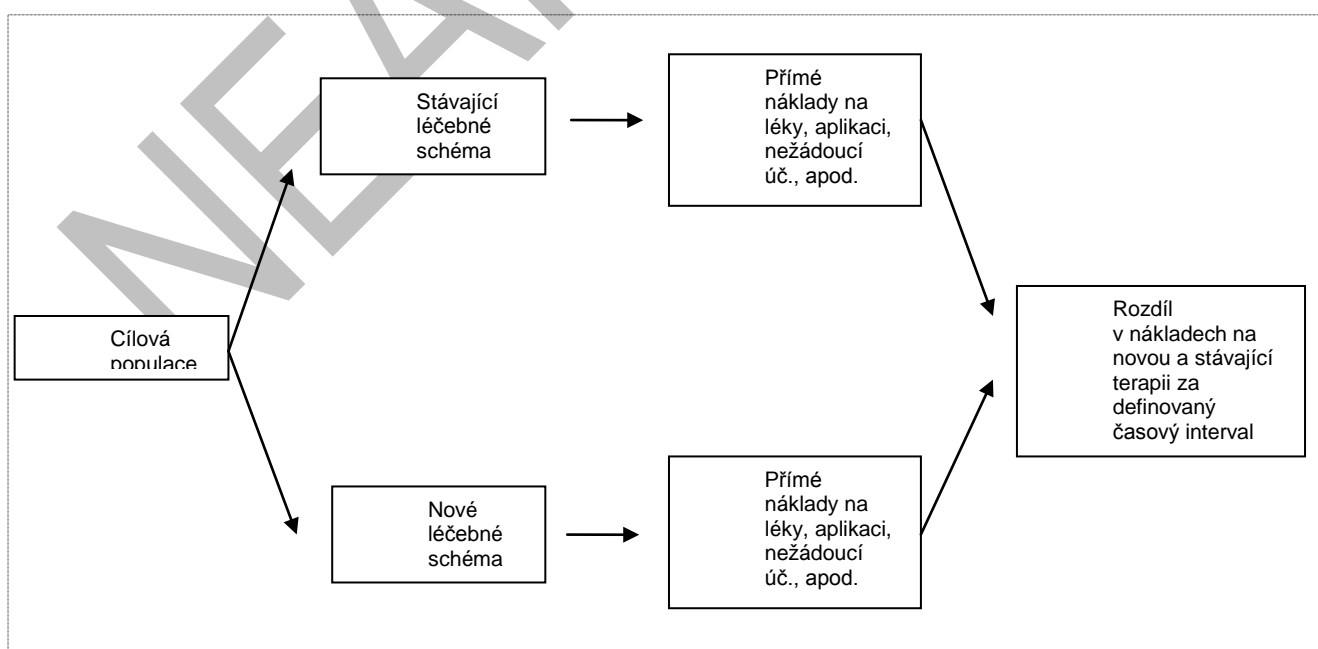 Stávající
léčebné
schéma
Přímé
náklady na
léky, aplikaci,
nežádoucí
úč., apod.
Cílová
populace
Rozdíl
v nákladech na
novou a stávající
terapii za
definovaný
časový interval
Nové
léčebné
schéma
Přímé
náklady na
léky, aplikaci,
nežádoucí
úč., apod.